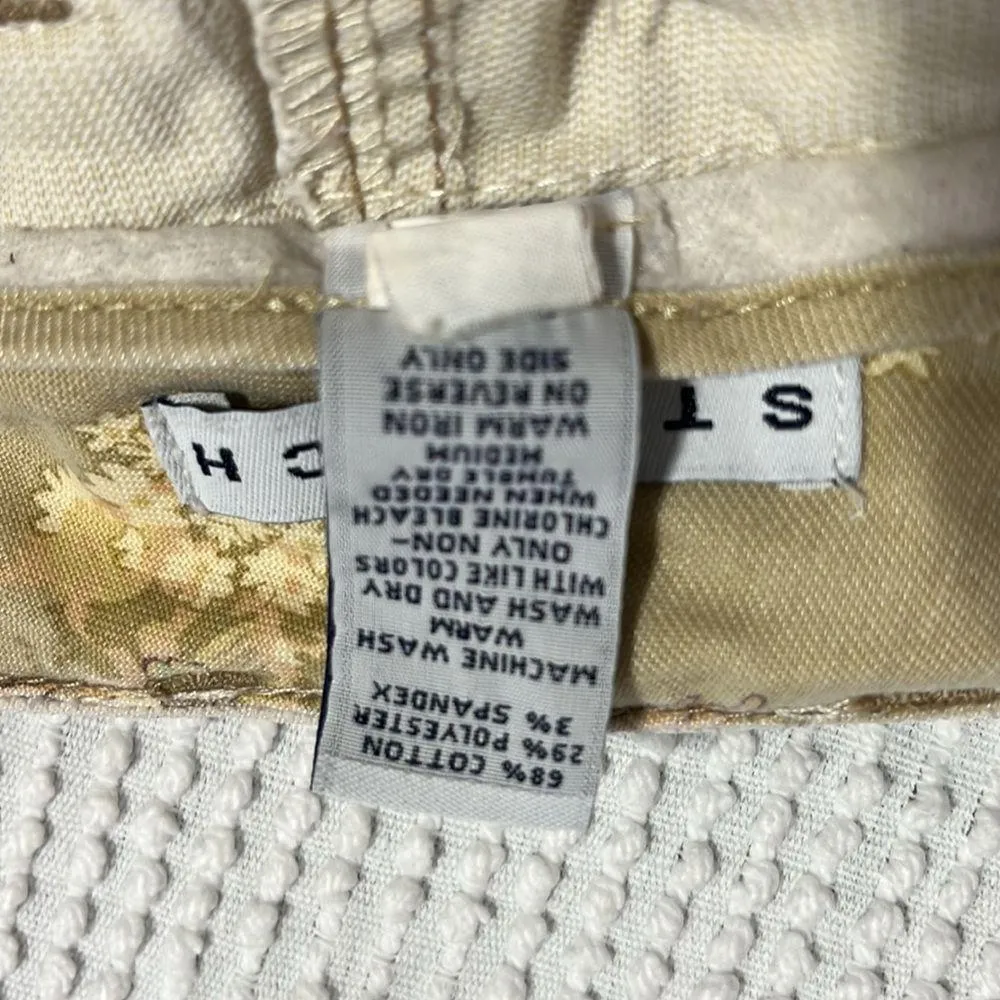 68% COTTON
29% POLYESTER
3% SPANDEX
MACHINE WASH
WARM
WASH AND DRY
WITH LIKE COLORS
ONLY NON-
CHLORINE BLEACH
WHEN NEEDED
TUMBLE DRY
MEDIUM
WARM IRON
ON REVERSE
SIDE ONLY
S T C H